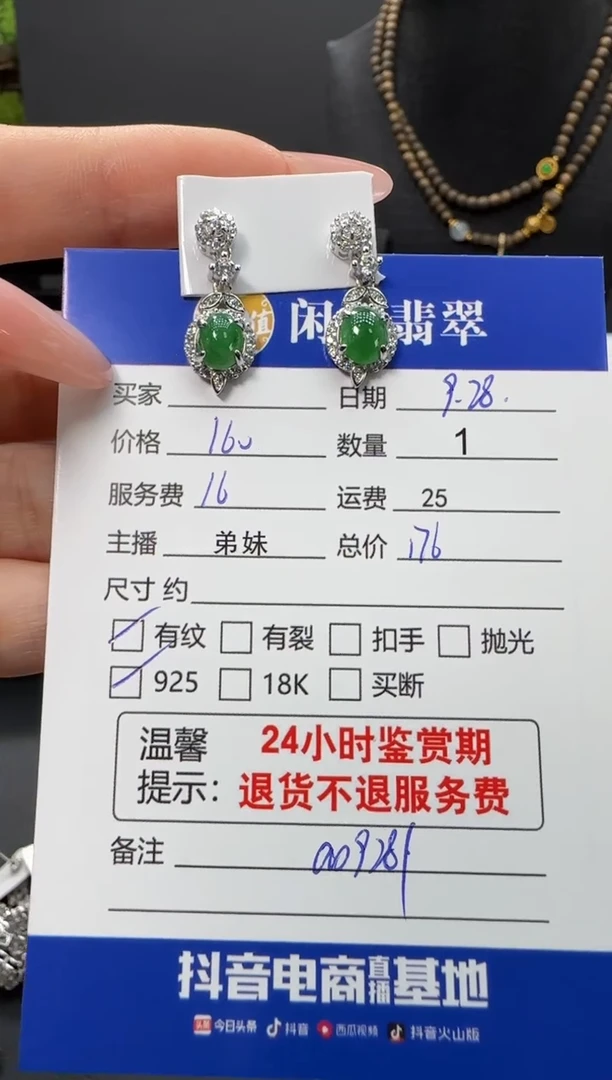 值 闲 翡翠
买家 日期 9.28.
价格 160 数量 1
服务费 16 运费 25
主播 弟妹 总价 176
尺寸 约
有纹 有裂 扣手 抛光
925 18K 买断
温馨提示：24小时鉴赏期
退货不退服务费
备注
抖音电商直播基地
头条 今日头条 抖音 西瓜视频 抖音火山版